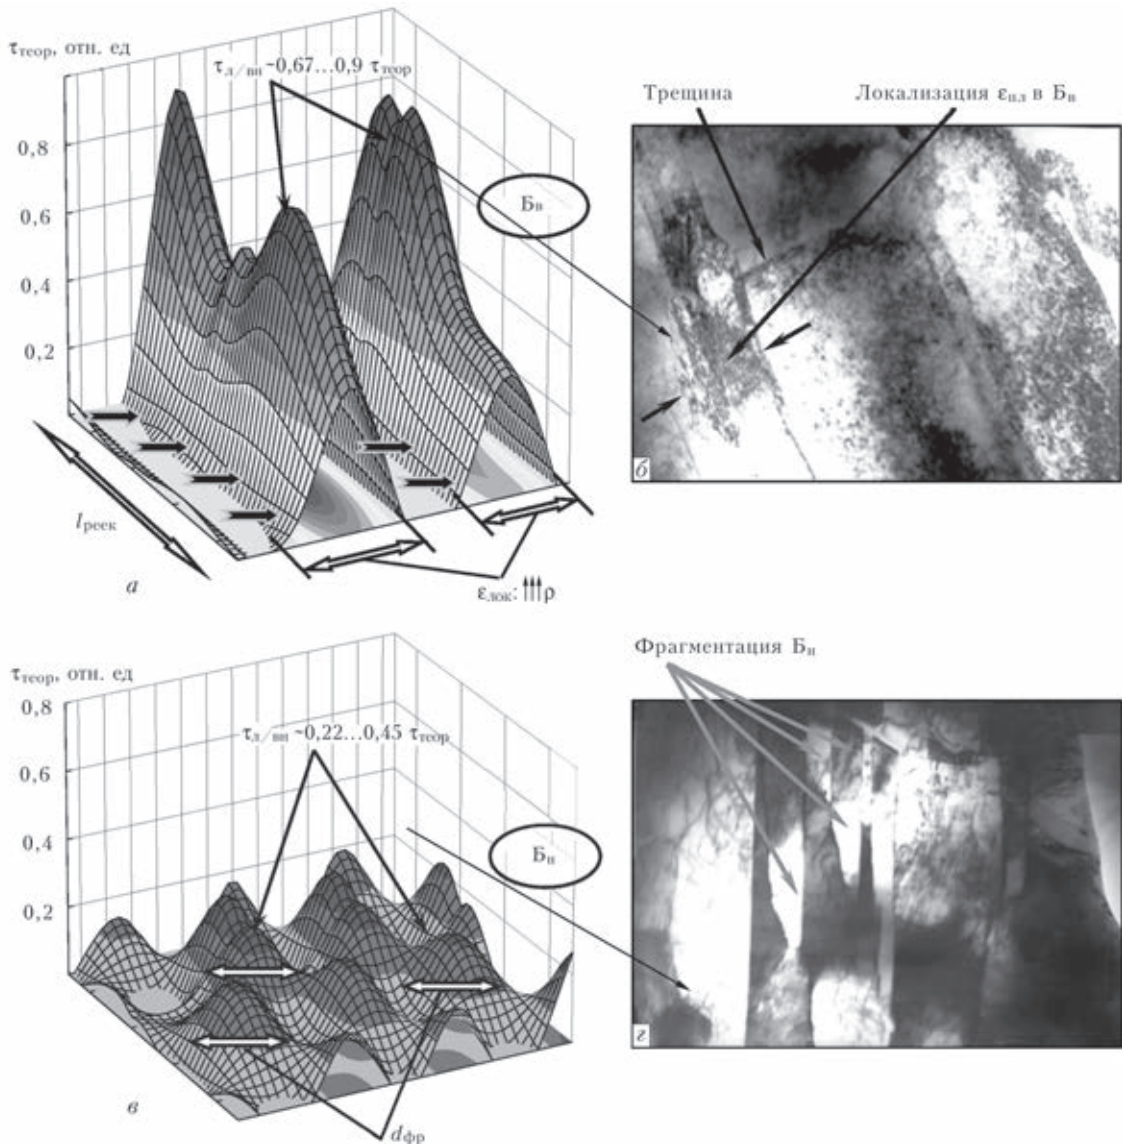 τтеор, отн. ед
τл/вн ~0,67…0,9 τтеор
0,8
0,6
0,4
0,2
Бв
lреек
εлок: ↑↑↑ρ
а
Трещина
Локализация εпл в Бв
б
τтеор, отн. ед
0,8
τл/вн ~0,22…0,45 τтеор
0,6
0,4
0,2
Бн
dфр
в
Фрагментация Бн
г